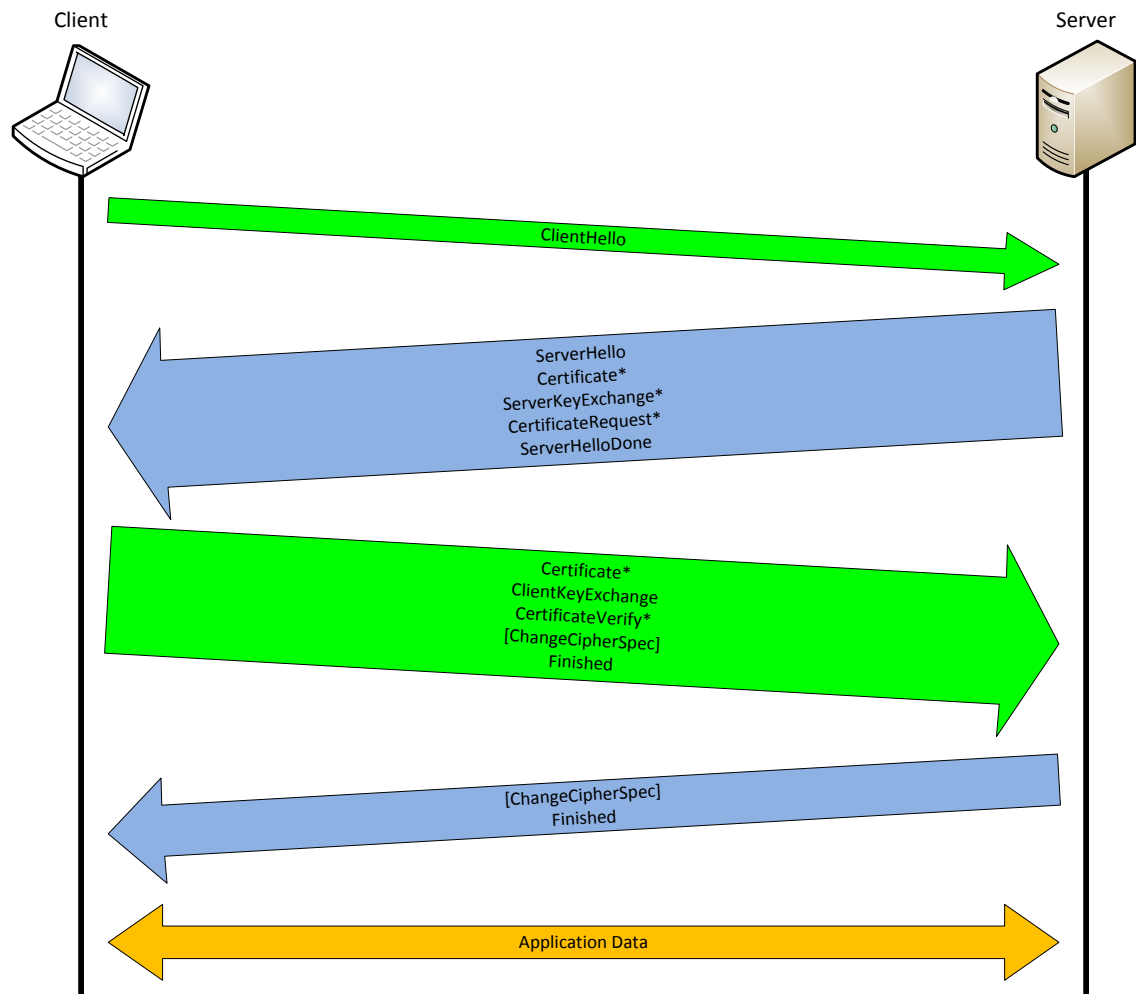 Client
Server
ClientHello
ServerHello
Certificate*
ServerKeyExchange*
CertificateRequest*
ServerHelloDone
Certificate*
ClientKeyExchange
CertificateVerify*
[ChangeCipherSpec]
Finished
[ChangeCipherSpec]
Finished
Application Data